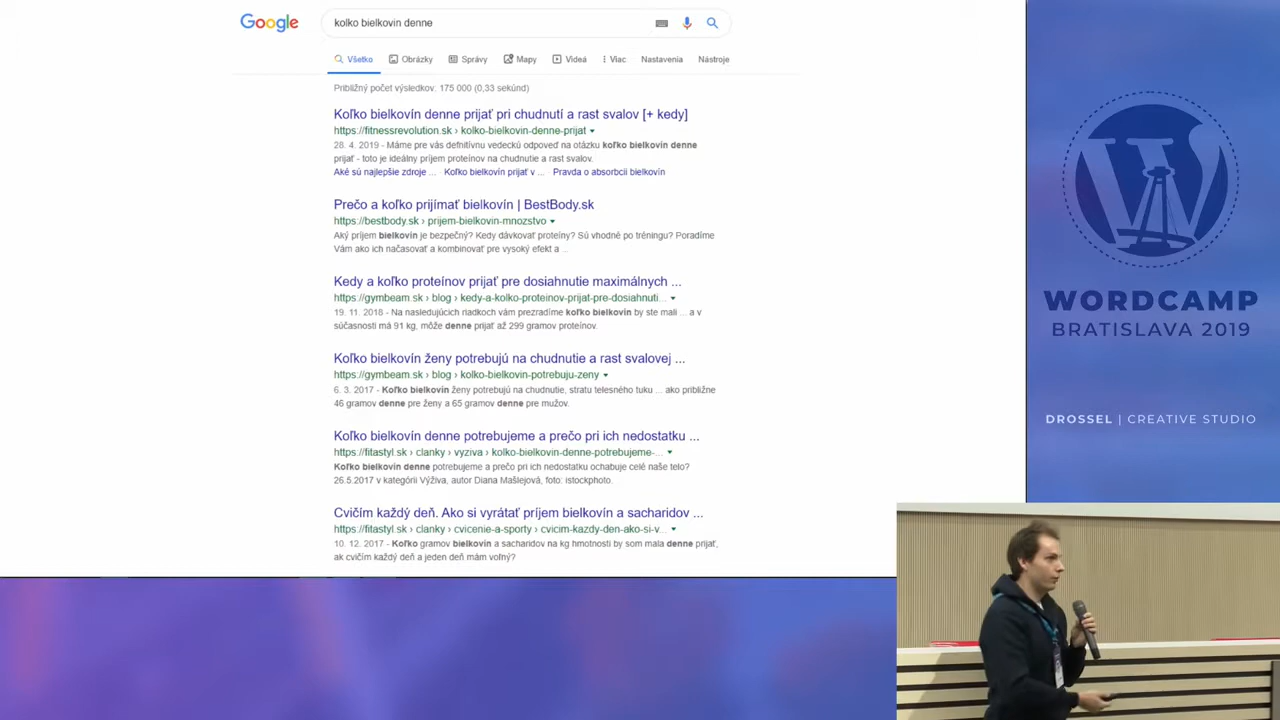 Google
kolko bielkovin denne
Všetko Obrázky Správy Mapy Videá Viac Nastavenia Nástroje
Približný počet výsledkov: 175 000 (0,33 sekúnd)
Koľko bielkovín denne prijať pri chudnutí a rast svalov [+ kedy]
https://fitnessrevolution.sk › kolko-bielkovin-denne-prijat
28. 4. 2019 - Máme pre vás definitívnu vedeckú odpoveď na otázku koľko bielkovín denne
prijať - toto je ideálny príjem proteínov na chudnutie a rast svalov.
Aké sú najlepšie zdroje ... Koľko bielkovín prijať v ... Pravda o absorbcii bielkovín
Prečo a koľko prijímať bielkovín | BestBody.sk
https://bestbody.sk › prijem-bielkovin-mnozstvo
Aký príjem bielkovín je bezpečný? Kedy dávkovať proteíny? Sú vhodné po tréningu? Poradíme
Vám ako ich načasovať a kombinovať pre vysoký efekt a ...
Kedy a koľko proteínov prijať pre dosiahnutie maximálnych ...
https://gymbeam.sk › blog › kedy-a-kolko-proteinov-prijat-pre-dosiahnuti...
19. 11. 2018 - Na nasledujúcich riadkoch vám prezradíme koľko bielkovín by ste mali ... a v
súčasnosti má 91 kg, môže denne prijať až 299 gramov proteínov.
Koľko bielkovín ženy potrebujú na chudnutie a rast svalovej ...
https://gymbeam.sk › blog › kolko-bielkovin-potrebuju-zeny
6. 3. 2017 - Koľko bielkovín ženy potrebujú na chudnutie, stratu telesného tuku ... ako približne
46 gramov denne pre ženy a 65 gramov denne pre mužov.
Koľko bielkovín denne potrebujeme a prečo pri ich nedostatku ...
https://fitastyl.sk › clanky › vyziva › kolko-bielkovin-denne-potrebujeme-...
Koľko bielkovín denne potrebujeme a prečo pri ich nedostatku ochabuje celé naše telo?
26.5.2017 v kategórii Výživa, autor Diana Mašlejová, foto: istockphoto.
Cvičím každý deň. Ako si vyrátať príjem bielkovín a sacharidov ...
https://fitastyl.sk › clanky › cvicenie-a-sporty › cvicim-kazdy-den-ako-si-v...
10. 12. 2017 - Koľko gramov bielkovín a sacharidov na kg hmotnosti by som mala denne prijať,
ak cvičím každý deň a jeden deň mám voľný?
W
WORDCAMP
BRATISLAVA 2019
DROSSEL | CREATIVE STUDIO